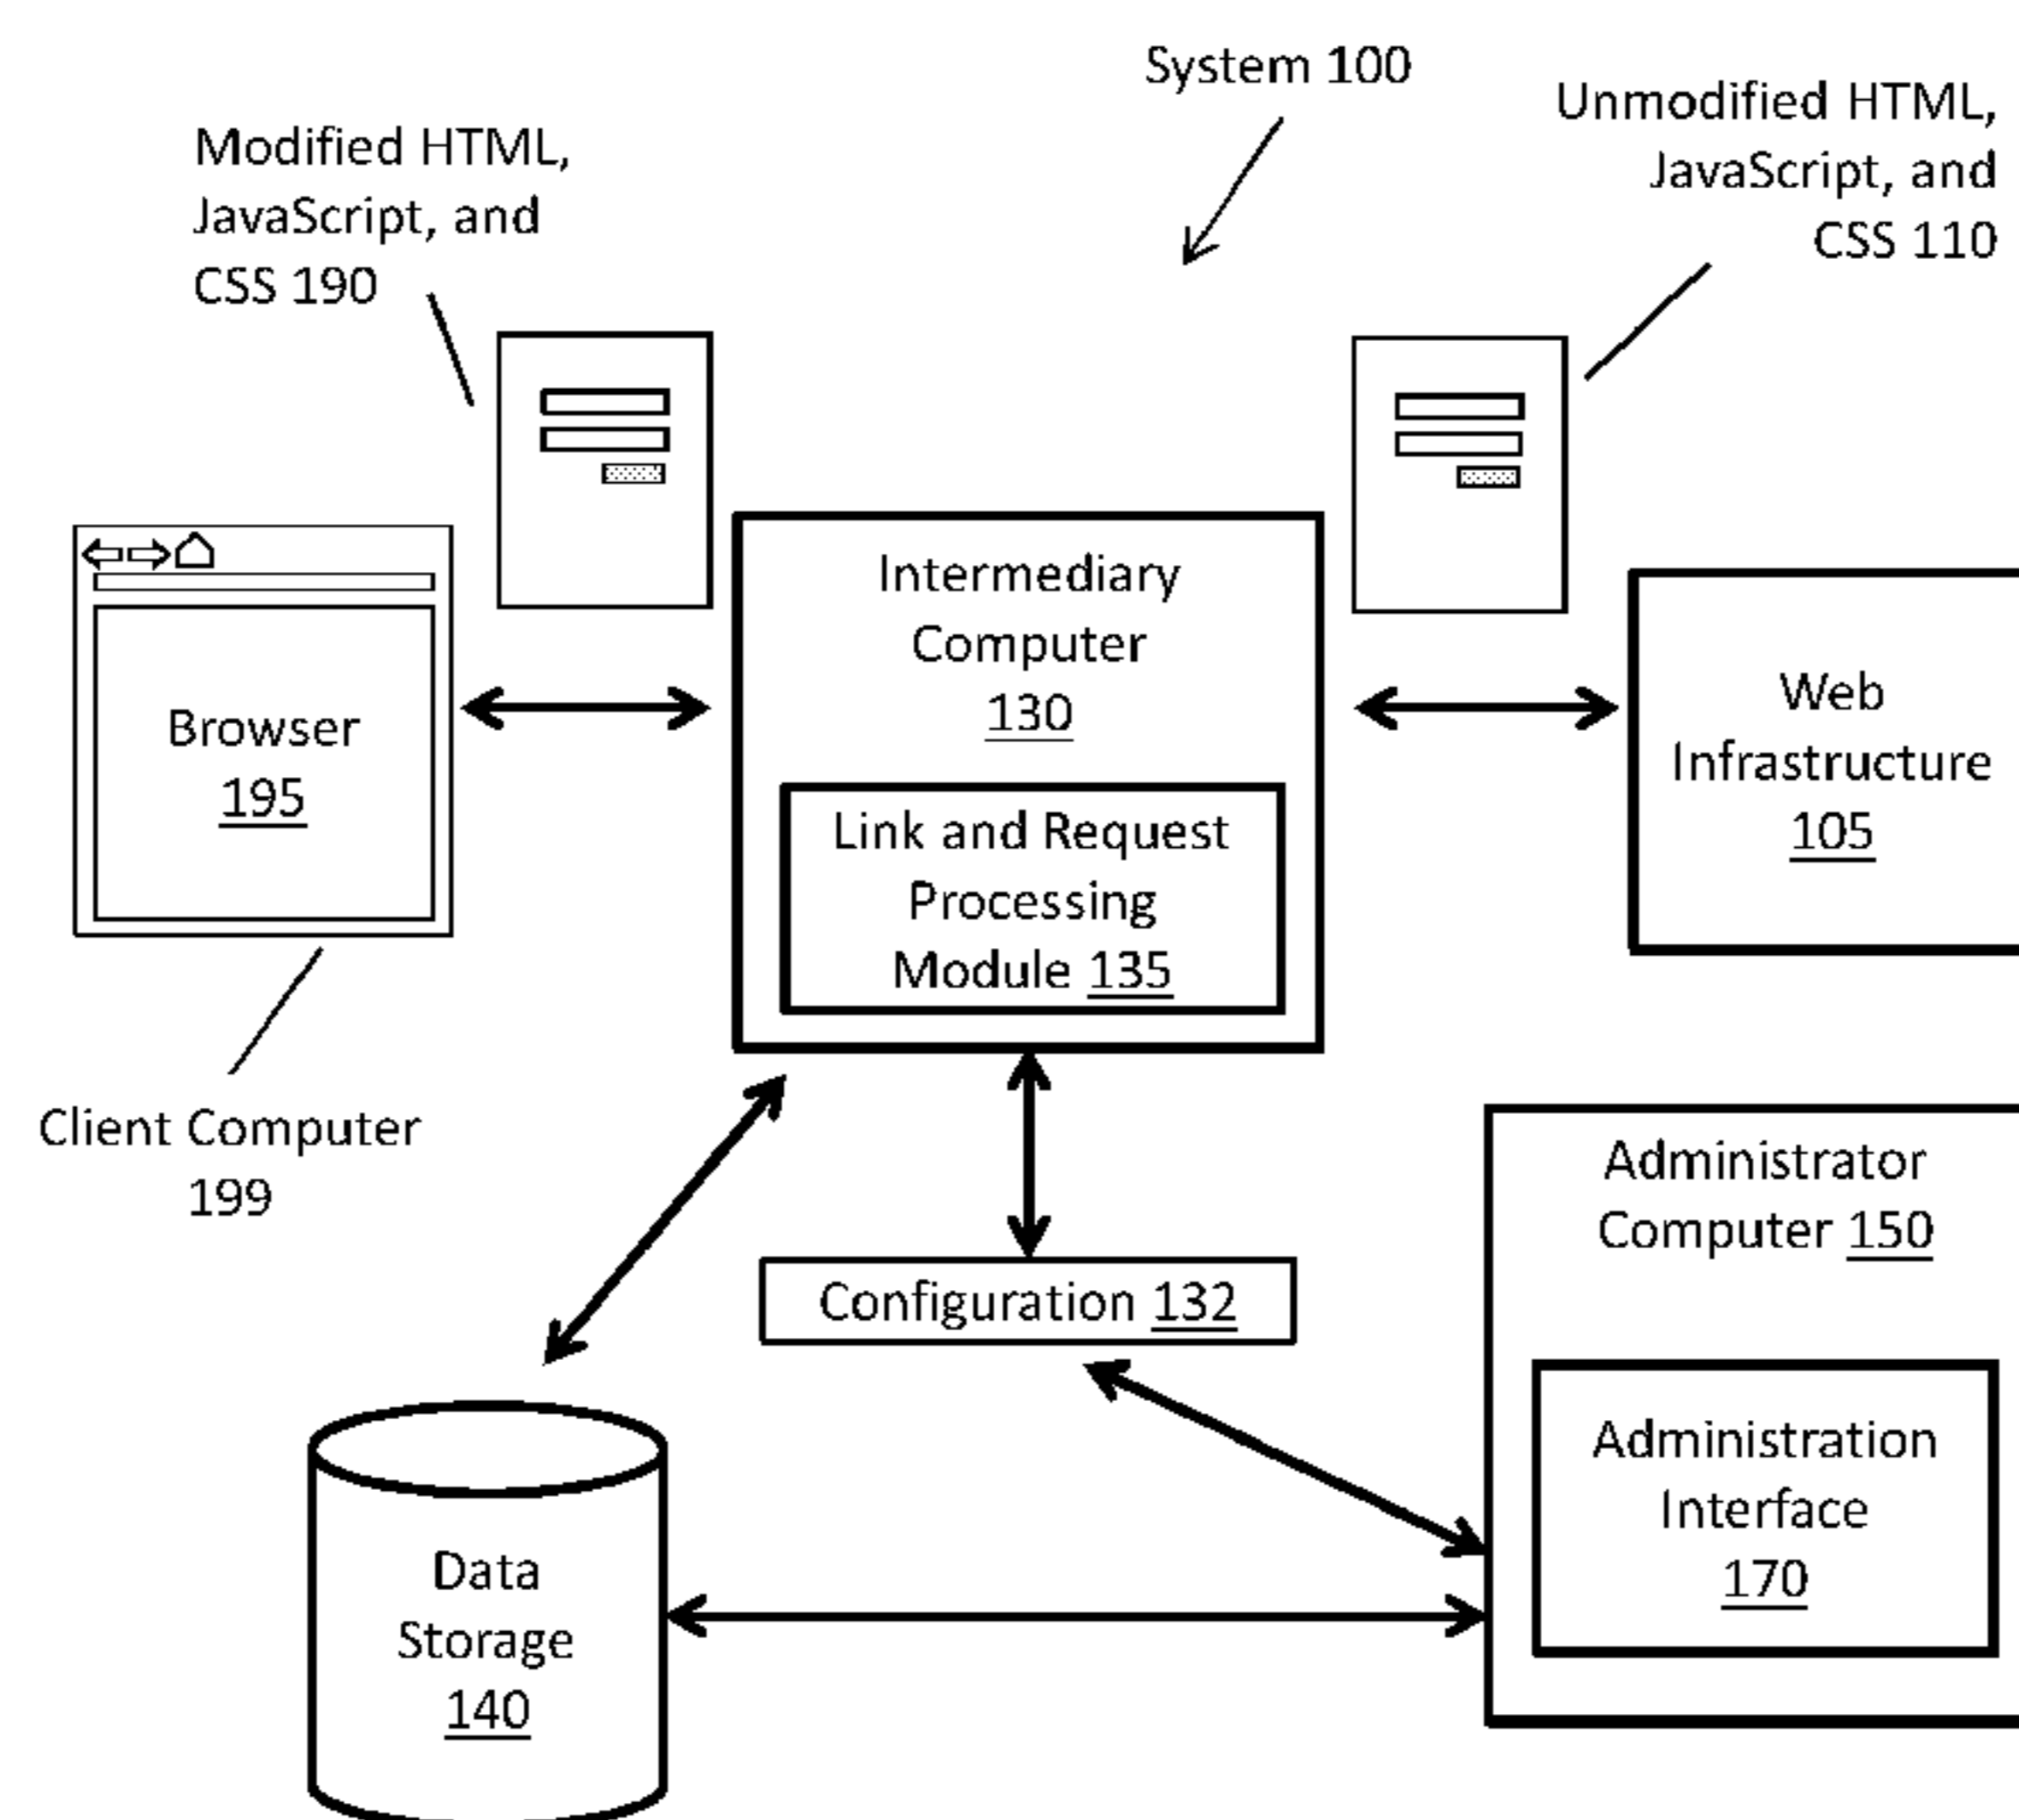 System 100
Unmodified HTML,
JavaScript, and
CSS 110
Modified HTML,
JavaScript, and
CSS 190
Intermediary
Computer
130
Browser
195
Web
Infrastructure
105
Link and Request
Processing
Module 135
Client Computer
199
Administrator
Computer 150
Configuration 132
Administration
Interface
170
Data
Storage
140